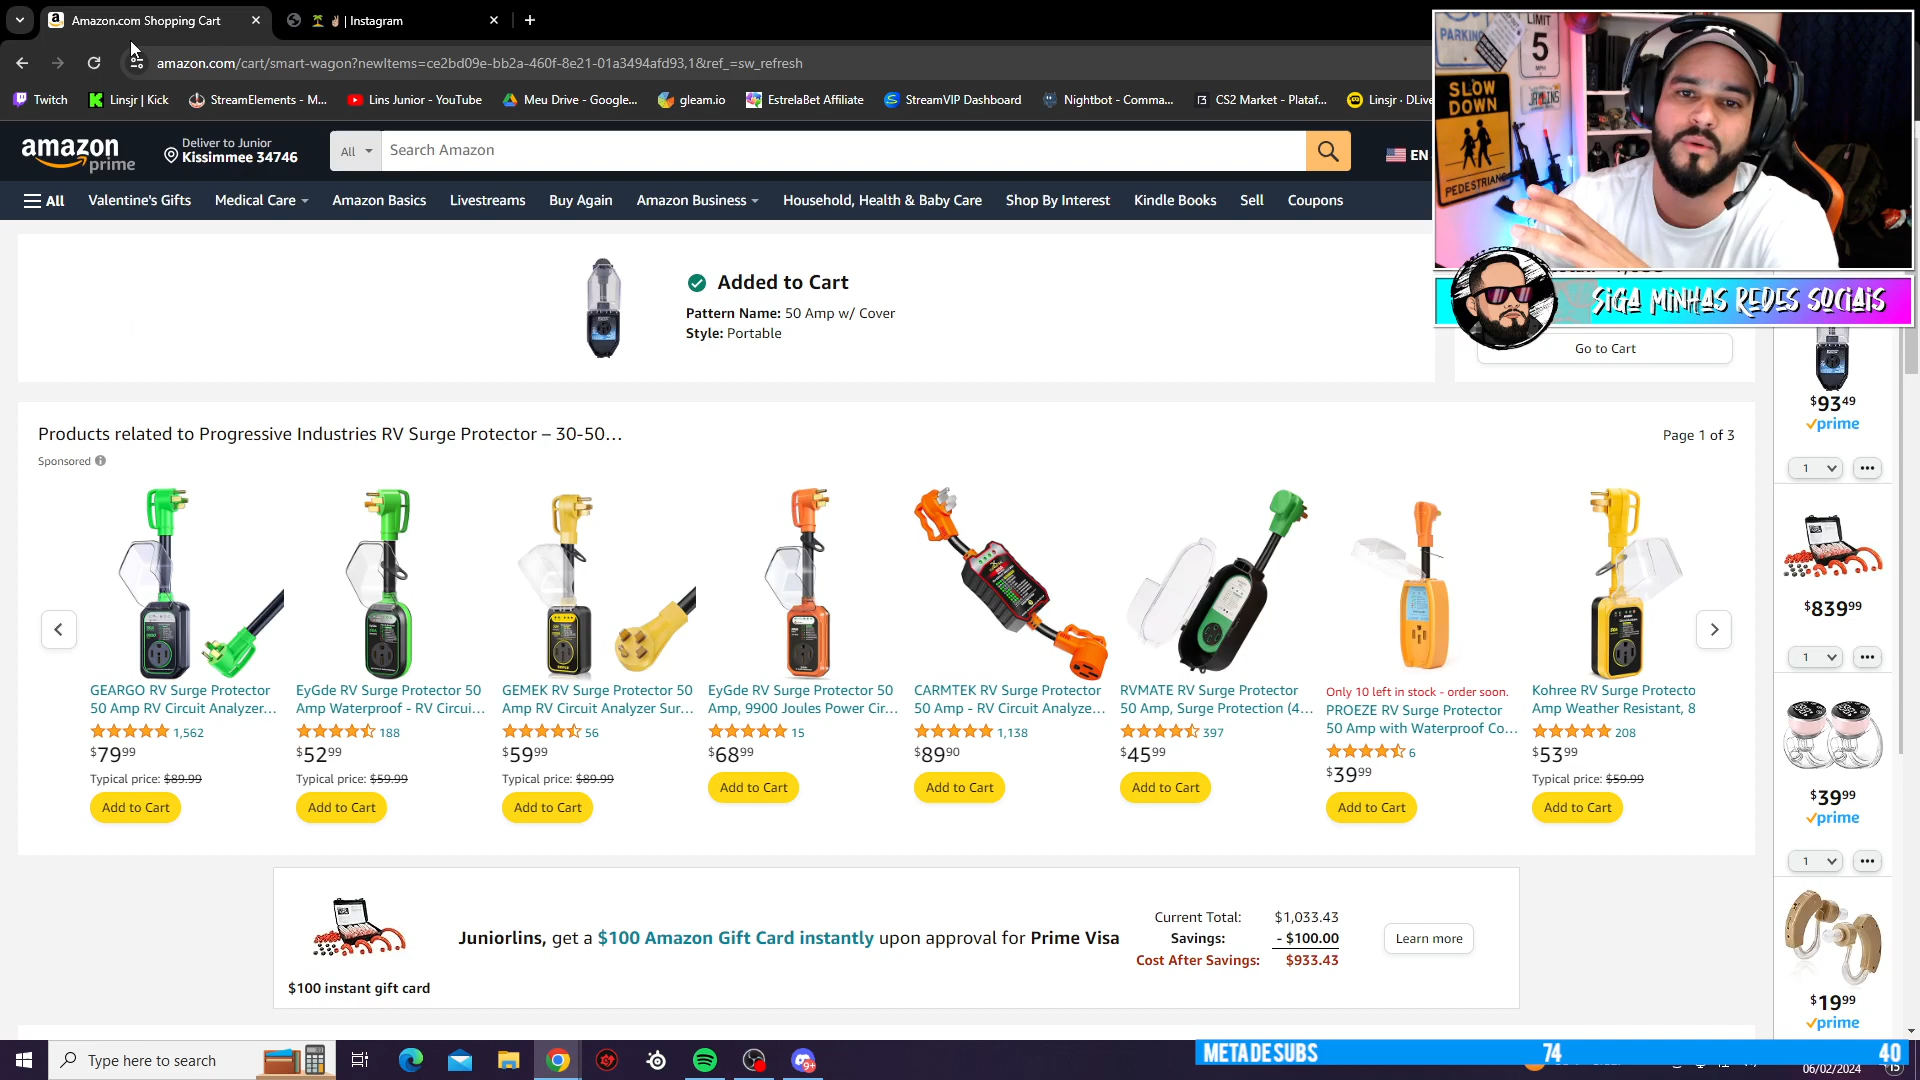 Amazon.com Shopping Cart
🌴✌ | Instagram
amazon.com/cart/smart-wagon?newItems=ce2bd09e-bb2a-460f-8e21-01a3494afd93,1&ref_=sw_refresh
Twitch
Linsjr | Kick
StreamElements - M...
Lins Junior - YouTube
Meu Drive - Google...
gleam.io
EstrelaBet Affiliate
StreamVIP Dashboard
Nightbot - Comma...
CS2 Market - Plataf...
Linsjr · DLive
PARKING
LIMIT
5
MPH
SLOW
DOWN
PEDESTRIANS
amazon
prime
Deliver to Junior
Kissimmee 34746
All
Search Amazon
EN
All
Valentine's Gifts
Medical Care
Amazon Basics
Livestreams
Buy Again
Amazon Business
Household, Health & Baby Care
Shop By Interest
Kindle Books
Sell
Coupons
SIGA MINHAS REDES SOCIAIS
Added to Cart
Pattern Name: 50 Amp w/ Cover
Style: Portable
Go to Cart
$93 49
prime
1
Products related to Progressive Industries RV Surge Protector – 30-50...
Page 1 of 3
Sponsored
GEARGO RV Surge Protector
50 Amp RV Circuit Analyzer...
1,562
$79 99
Typical price: $89.99
Add to Cart
EyGde RV Surge Protector 50
Amp Waterproof - RV Circui...
188
$52 99
Typical price: $59.99
Add to Cart
GEMEK RV Surge Protector 50
Amp RV Circuit Analyzer Sur...
56
$59 99
Typical price: $89.99
Add to Cart
EyGde RV Surge Protector 50
Amp, 9900 Joules Power Cir...
15
$68 99
Add to Cart
CARMTEK RV Surge Protector
50 Amp - RV Circuit Analyze...
1,138
$89 90
Add to Cart
RVMATE RV Surge Protector
50 Amp, Surge Protection (4...
397
$45 99
Add to Cart
Only 10 left in stock - order soon.
PROEZE RV Surge Protector
50 Amp with Waterproof Co...
6
$39 99
Add to Cart
Kohree RV Surge Protecto
Amp Weather Resistant, 8
208
$53 99
Typical price: $59.99
Add to Cart
$839 99
1
$39 99
prime
1
$19 99
prime
$100 instant gift card
Juniorlins, get a $100 Amazon Gift Card instantly upon approval for Prime Visa
Current Total: $1,033.43
Savings: - $100.00
Cost After Savings: $933.43
Learn more
Type here to search
META DE SUBS
74
40
06/02/2024